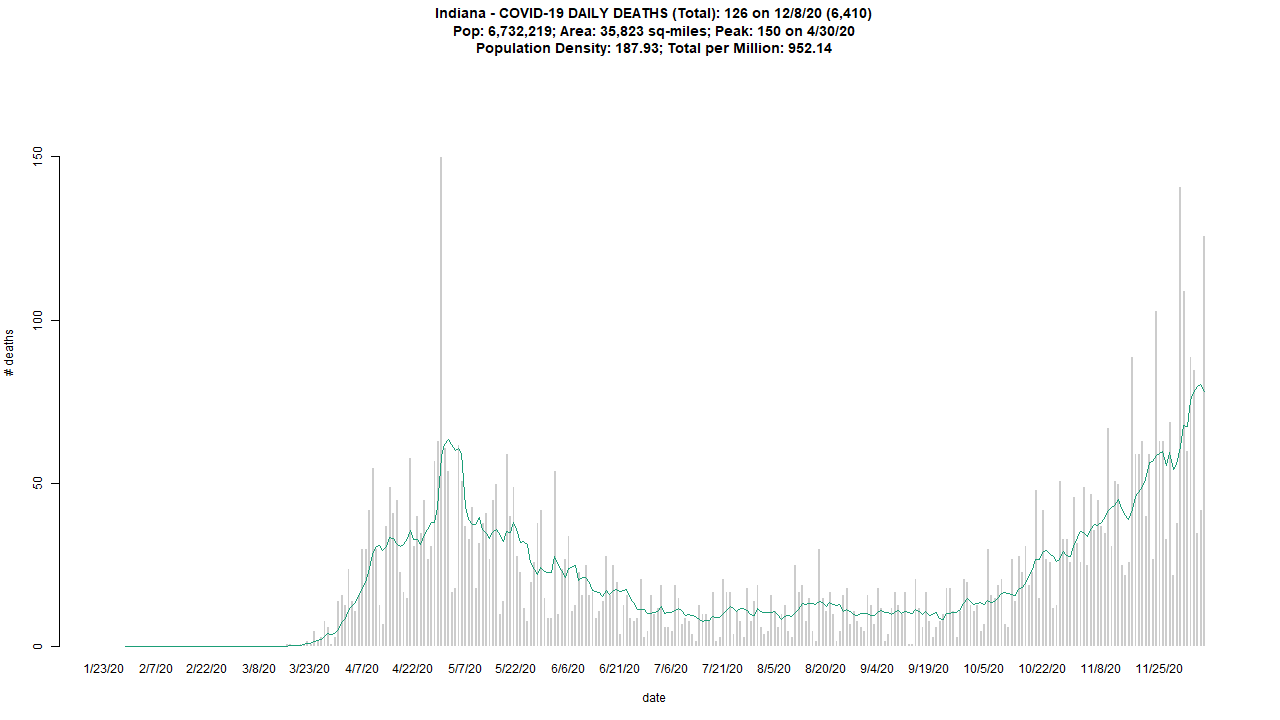 Indiana - COVID-19 DAILY DEATHS (Total): 126 on 12/8/20 (6,410)
Pop: 6,732,219; Area: 35,823 sq-miles; Peak: 150 on 4/30/20
Population Density: 187.93; Total per Million: 952.14
150
100
50
0
# deaths
1/23/20 2/7/20 2/22/20 3/8/20 3/23/20 4/7/20 4/22/20 5/7/20 5/22/20 6/6/20 6/21/20 7/6/20 7/21/20 8/5/20 8/20/20 9/4/20 9/19/20 10/5/20 10/22/20 11/8/20 11/25/20
date